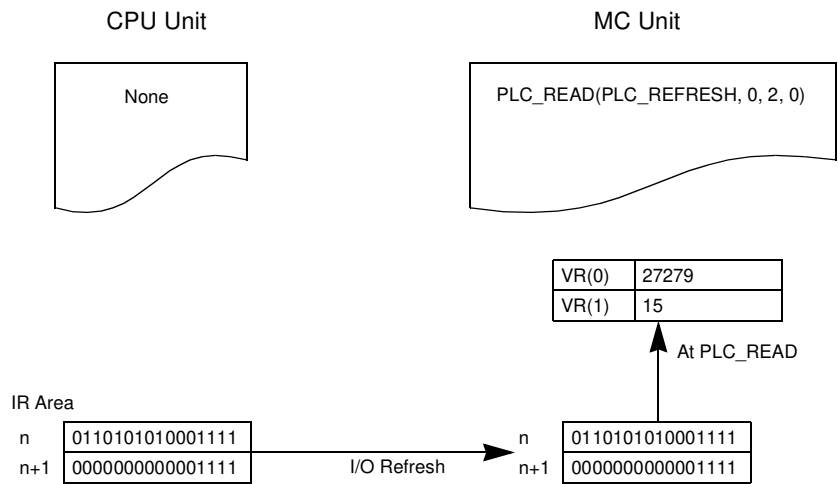 CPU Unit
MC Unit
None
PLC_READ(PLC_REFRESH, 0, 2, 0)
VR(0) 27279
VR(1) 15
At PLC_READ
IR Area
n 0110101010001111
n+1 0000000000001111
I/O Refresh
n 0110101010001111
n+1 0000000000001111